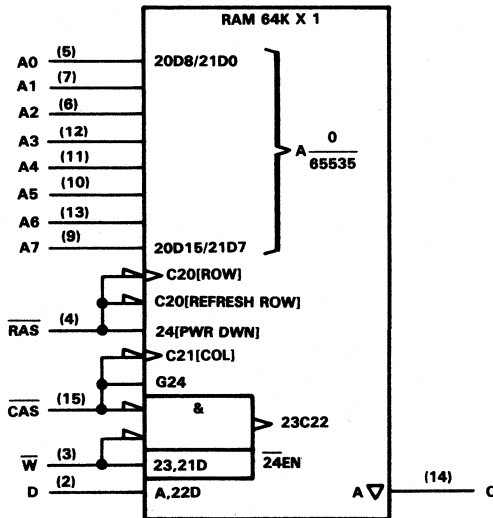 RAM 64K X 1
A0 (5) 20D8/21D0
A1 (7)
A2 (6)
A3 (12)
A4 (11)
A5 (10)
A6 (13)
A7 (9) 20D15/21D7
A 0
65535
C20[ROW]
C20[REFRESH ROW]
RAS (4) 24[PWR DWN]
C21[COL]
G24
CAS (15) & 23C22
W (3) 23,21D 24EN
D (2) A,22D A (14)